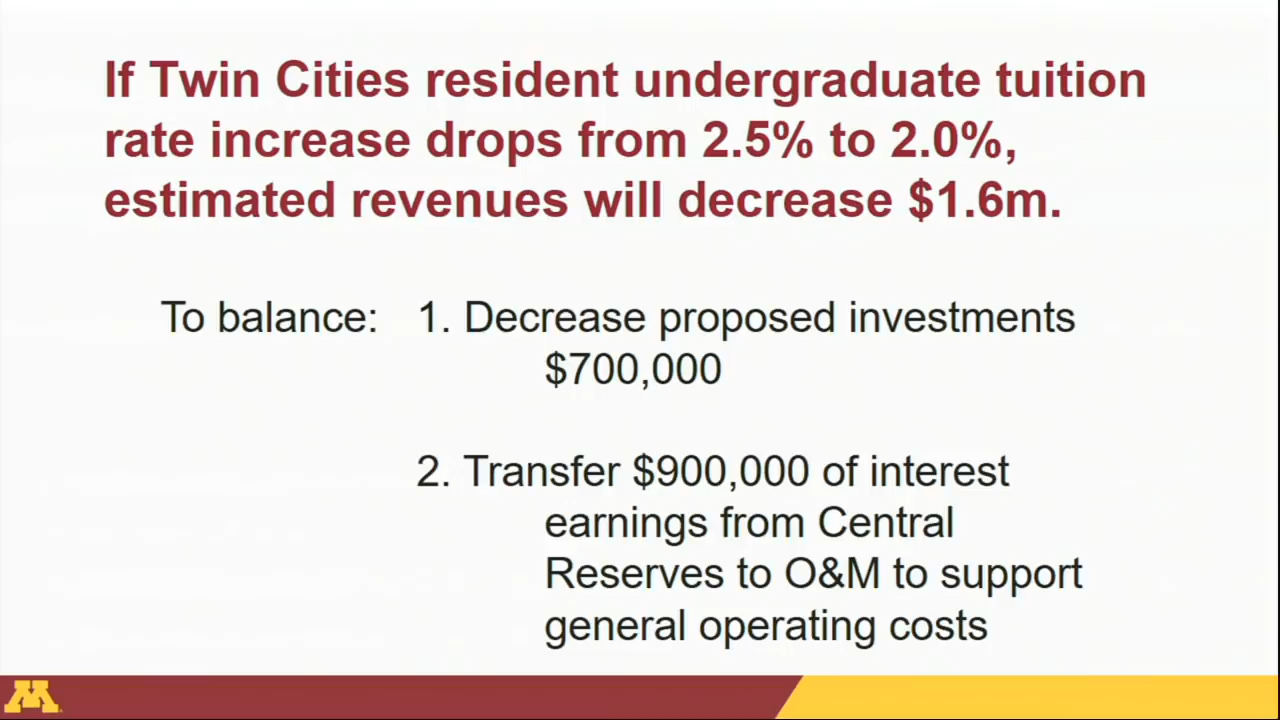 If Twin Cities resident undergraduate tuition
rate increase drops from 2.5% to 2.0%,
estimated revenues will decrease $1.6m.
To balance: 1. Decrease proposed investments
$700,000
2. Transfer $900,000 of interest
earnings from Central
Reserves to O&M to support
general operating costs
M